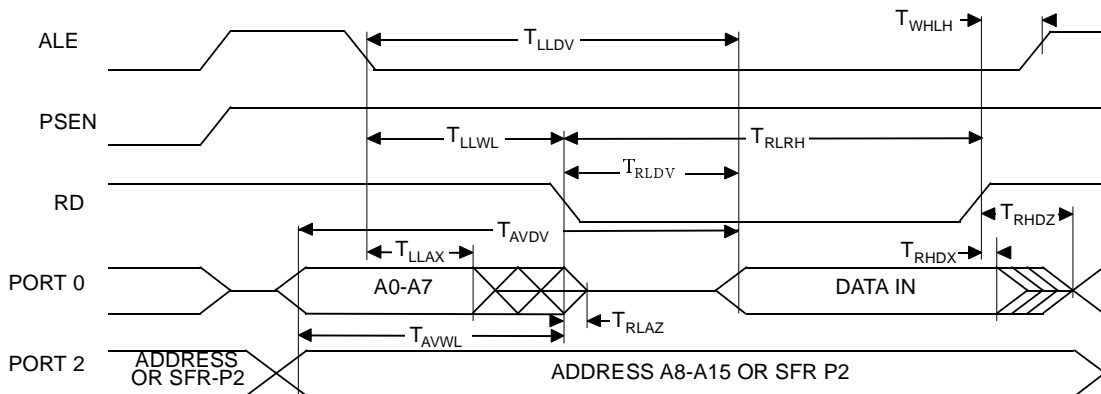 T_WHLH
ALE
T_LLDV
PSEN
T_LLWL
T_RLRH
T_RLDV
RD
T_AVDV
T_RHDZ
T_LLAX
T_RHDX
PORT 0
A0-A7
DATA IN
T_RLAZ
T_AVWL
PORT 2
ADDRESS
OR SFR-P2
ADDRESS A8-A15 OR SFR P2